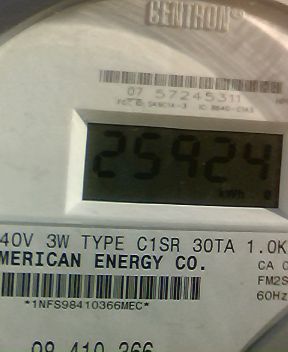 CENTRON®
07 57245311
25924
kWh
40V 3W TYPE C1SR 30TA 1.0K
MERICAN ENERGY CO.
CA
FM2S
60Hz
*1NFS98410366MEC*
98 410 366